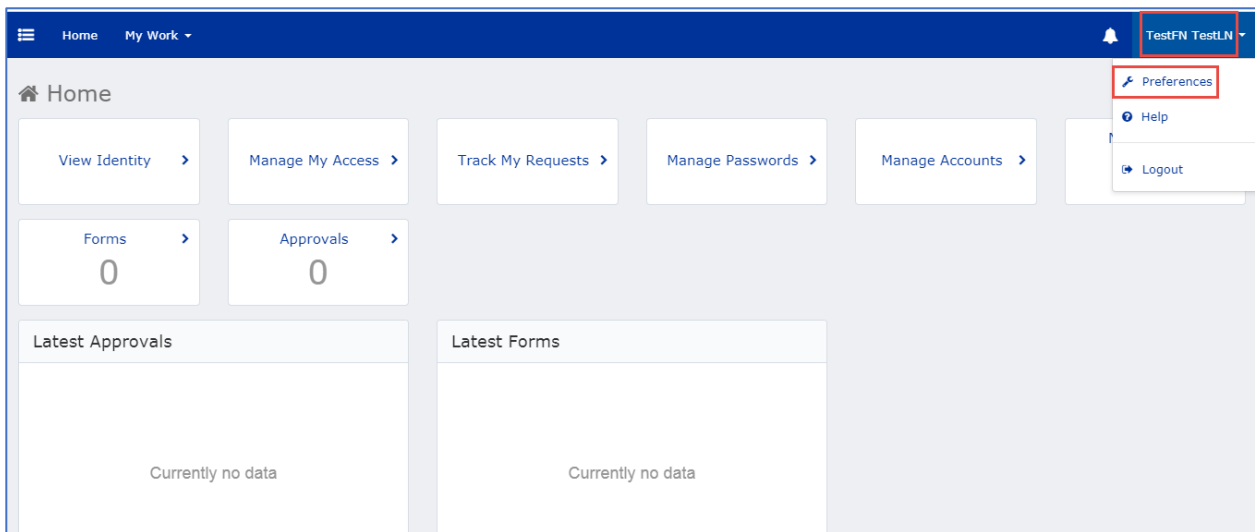 Home My Work TestFN TestLN
Home
Preferences
Help
Logout
View Identity
Manage My Access
Track My Requests
Manage Passwords
Manage Accounts
Forms
0
Approvals
0
Latest Approvals
Latest Forms
Currently no data
Currently no data